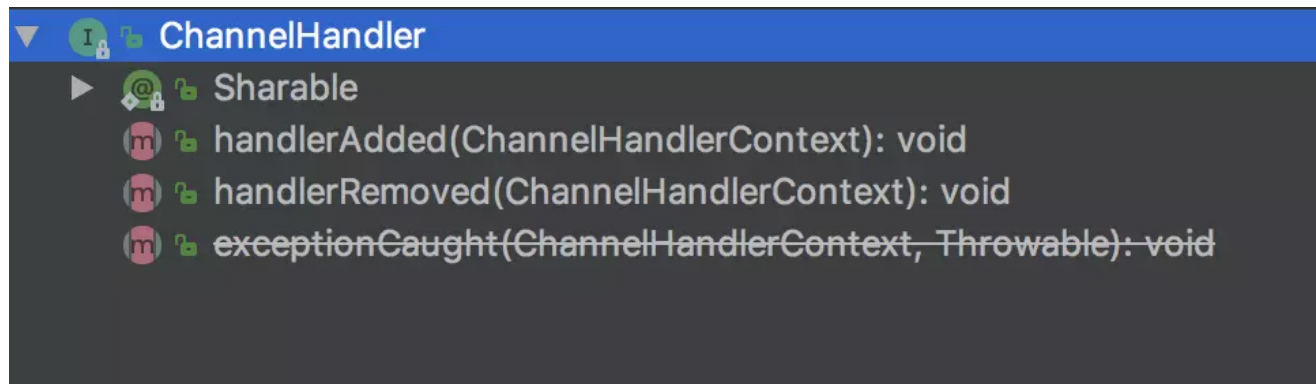 ChannelHandler
Sharable
handlerAdded(ChannelHandlerContext): void
handlerRemoved(ChannelHandlerContext): void
exceptionCaught(ChannelHandlerContext, Throwable): void